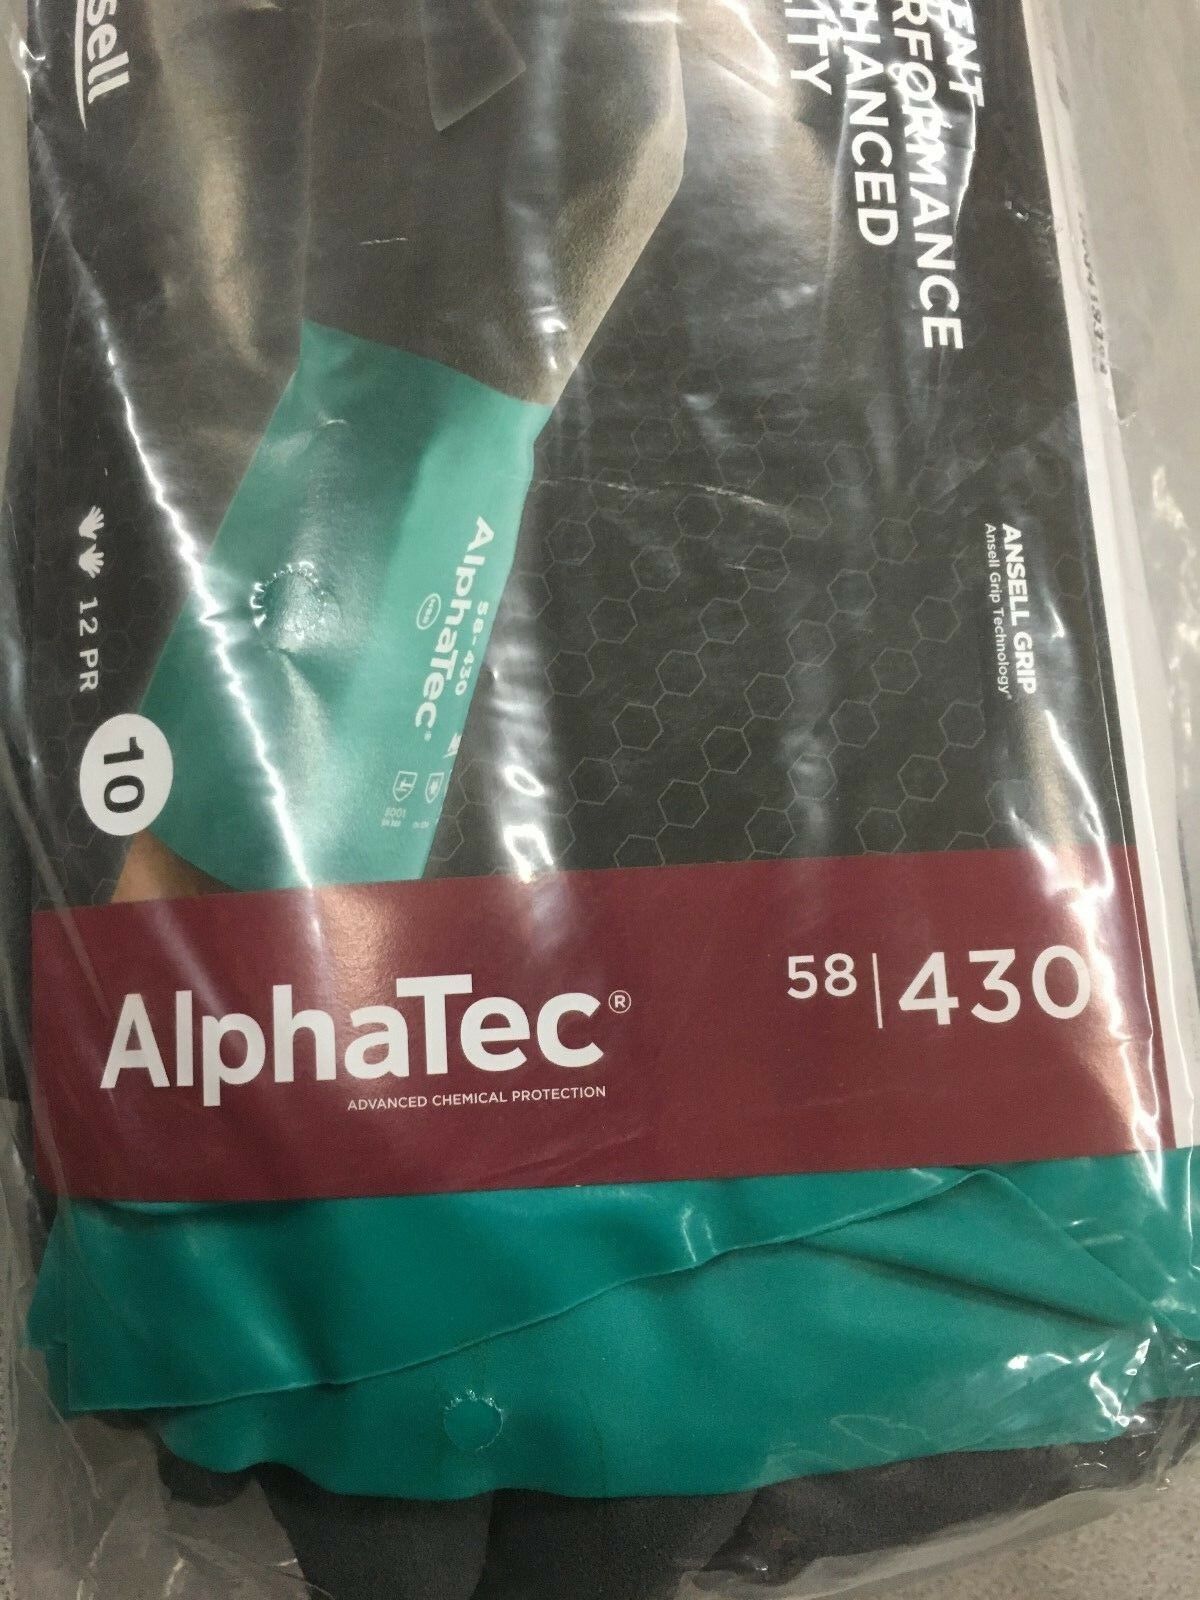 sell
ENT
RFORMANCE
HANCED
ITY
ANSELL GRIP
Ansell Grip Technology
12 PR
10
58-430
AlphaTec®
AlphaTec®
ADVANCED CHEMICAL PROTECTION
58 | 430